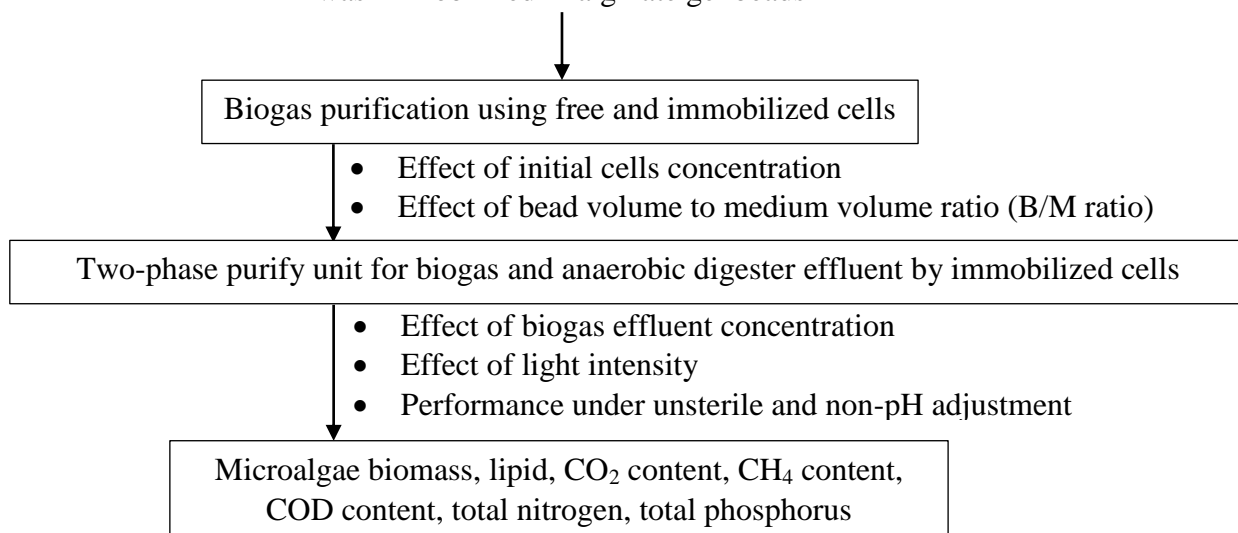 Biogas purification using free and immobilized cells
• Effect of initial cells concentration
• Effect of bead volume to medium volume ratio (B/M ratio)
Two-phase purify unit for biogas and anaerobic digester effluent by immobilized cells
• Effect of biogas effluent concentration
• Effect of light intensity
• Performance under unsterile and non-pH adjustment
Microalgae biomass, lipid, CO₂ content, CH₄ content,
COD content, total nitrogen, total phosphorus